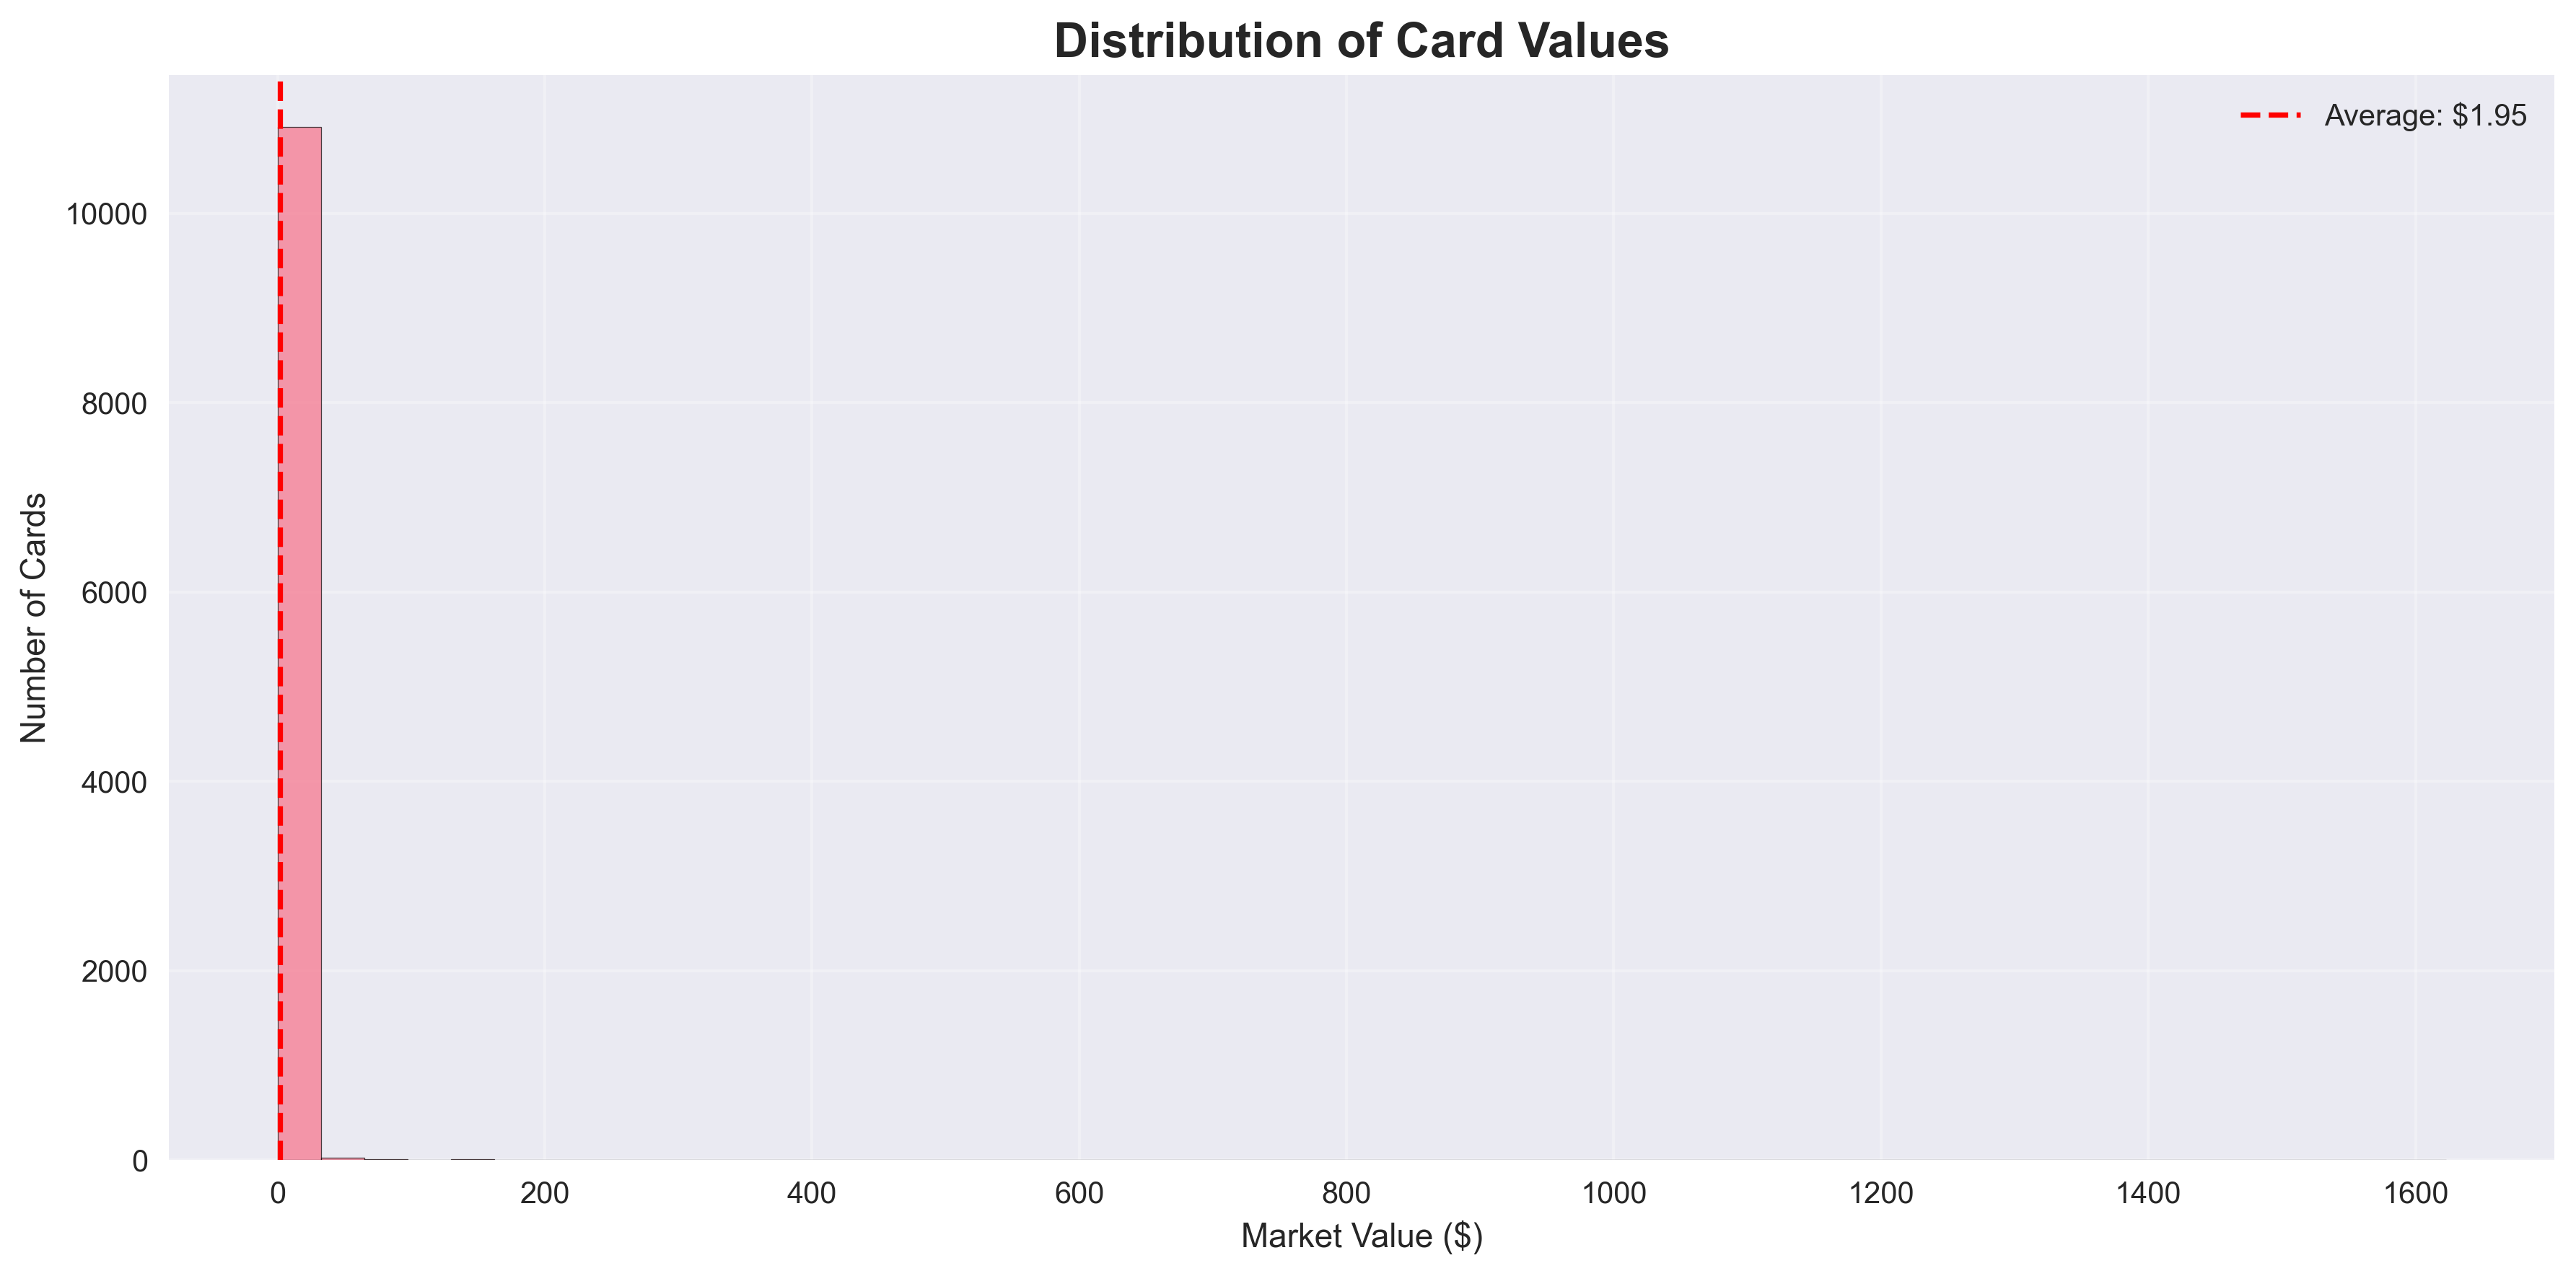 Distribution of Card Values
Average: $1.95
Number of Cards
10000
8000
6000
4000
2000
0
0 200 400 600 800 1000 1200 1400 1600
Market Value ($)